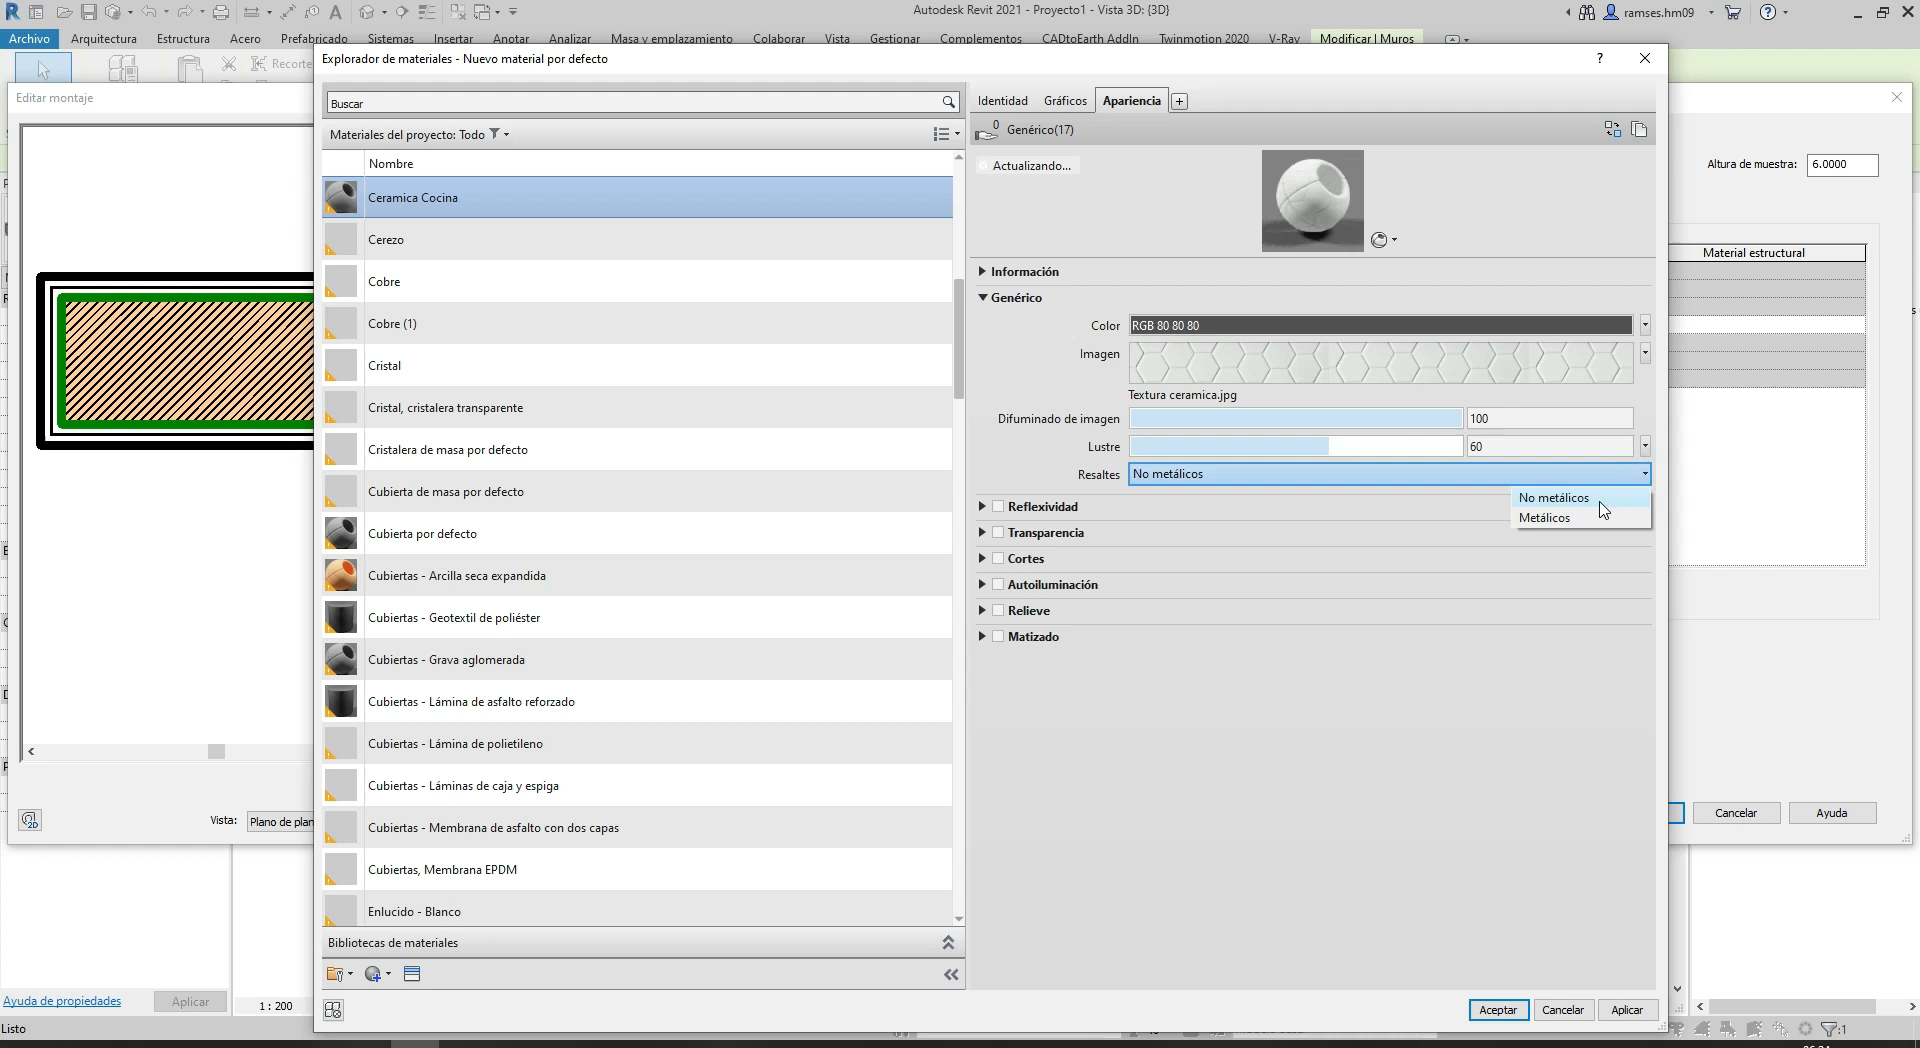 Autodesk Revit 2021 - Proyecto1 - Vista 3D: {3D}
ramses.hm09
Archivo Arquitectura Estructura Acero Prefabricado Sistemas Insertar Anotar Analizar Masa y emplazamiento Colaborar Vista Gestionar Complementos CADtoEarth AddIn Twinmotion 2020 V-Ray Modificar | Muros
Recorte
Explorador de materiales - Nuevo material por defecto
?
Editar montaje
Buscar
Identidad Gráficos Apariencia +
Materiales del proyecto: Todo
0 Genérico(17)
Nombre
Actualizando...
Altura de muestra: 6.0000
Ceramica Cocina
Cerezo
Cobre
Cobre (1)
Cristal
Cristal, cristalera transparente
Cristalera de masa por defecto
Cubierta de masa por defecto
Cubierta por defecto
Cubiertas - Arcilla seca expandida
Cubiertas - Geotextil de poliéster
Cubiertas - Grava aglomerada
Cubiertas - Lámina de asfalto reforzado
Cubiertas - Lámina de polietileno
Cubiertas - Láminas de caja y espiga
Cubiertas - Membrana de asfalto con dos capas
Cubiertas, Membrana EPDM
Enlucido - Blanco
Bibliotecas de materiales
Información
Genérico
Color RGB 80 80 80
Imagen
Textura ceramica.jpg
Difuminado de imagen 100
Lustre 60
Resaltes No metálicos
No metálicos
Metálicos
Reflexividad
Transparencia
Cortes
Autoiluminación
Relieve
Matizado
Material estructural
Cancelar Ayuda
Vista: Plano de plan
2D
Ayuda de propiedades Aplicar
1 : 200
Aceptar Cancelar Aplicar
Listo
:1